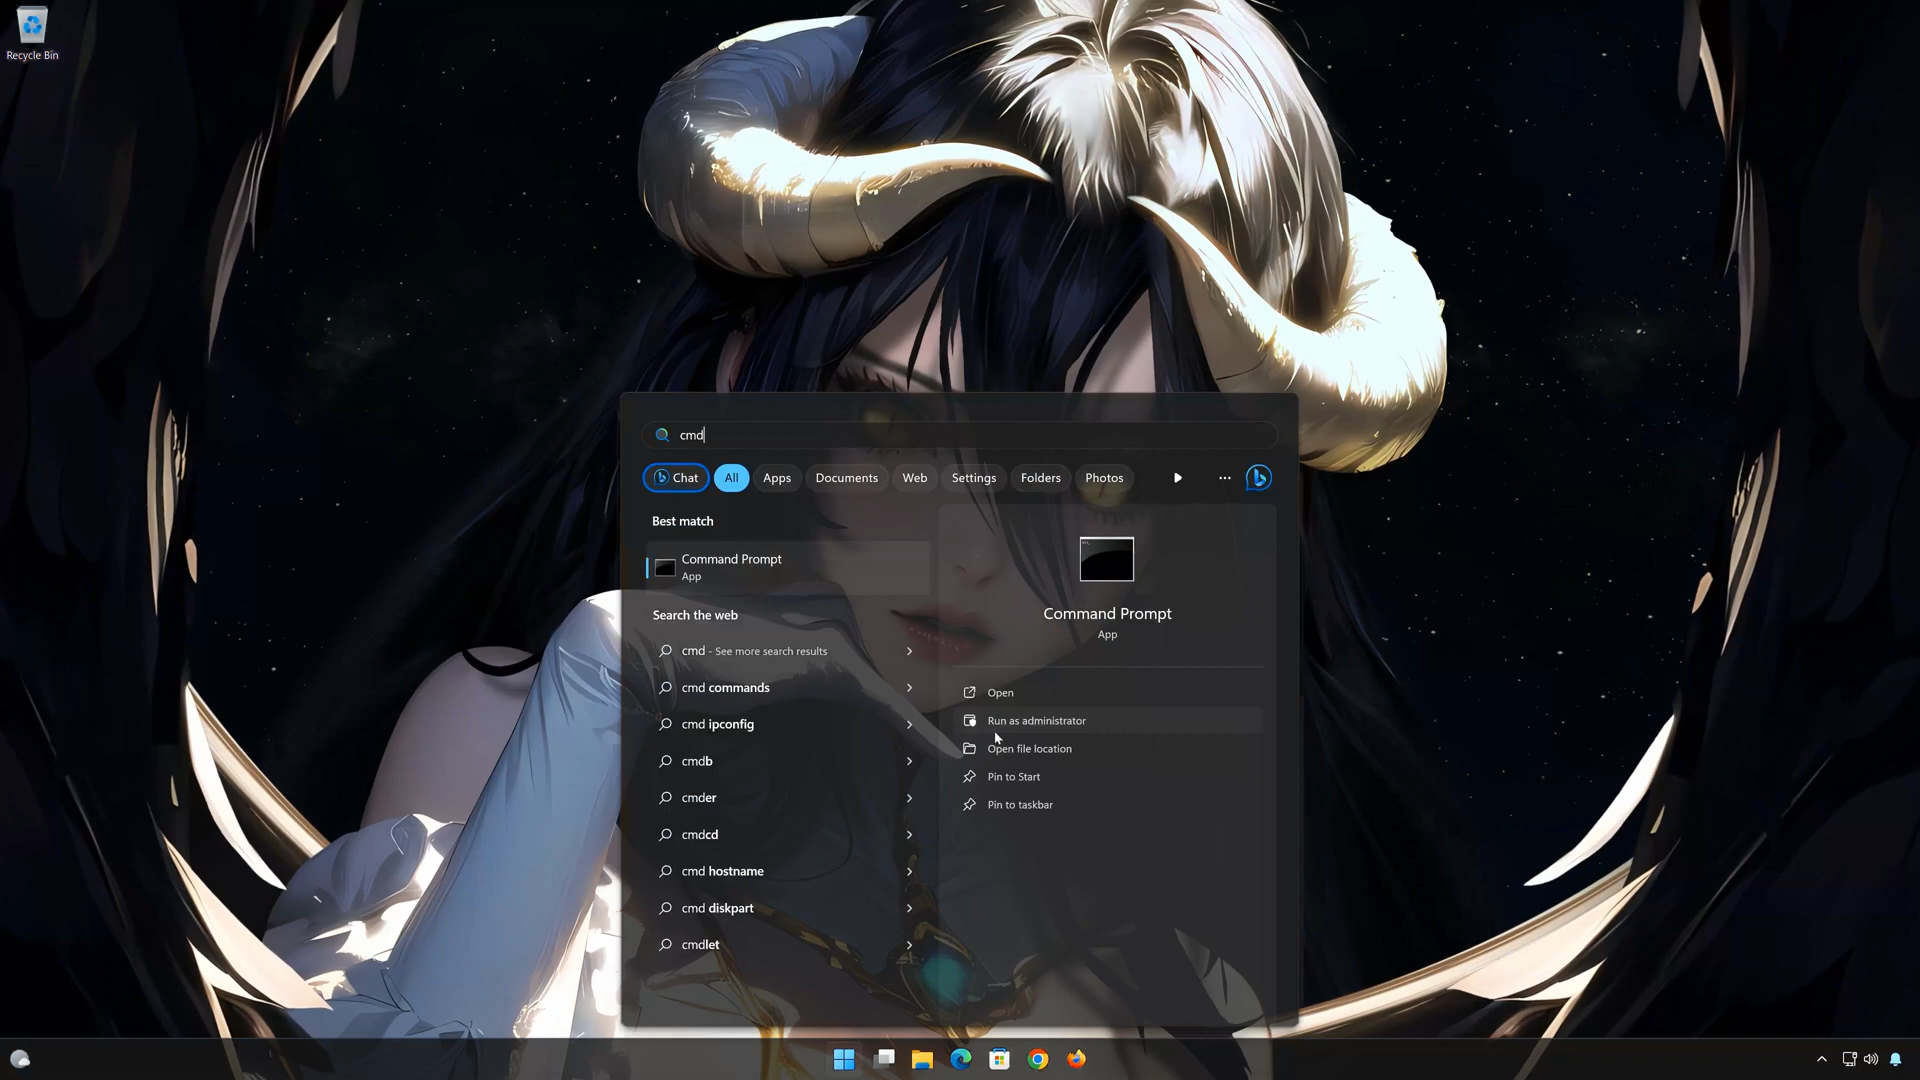 Recycle Bin
cmd
Chat All Apps Documents Web Settings Folders Photos
Best match
Command Prompt
App
Search the web
cmd - See more search results
cmd commands
cmd ipconfig
cmdb
cmder
cmdcd
cmd hostname
cmd diskpart
cmdlet
Command Prompt
App
Open
Run as administrator
Open file location
Pin to Start
Pin to taskbar